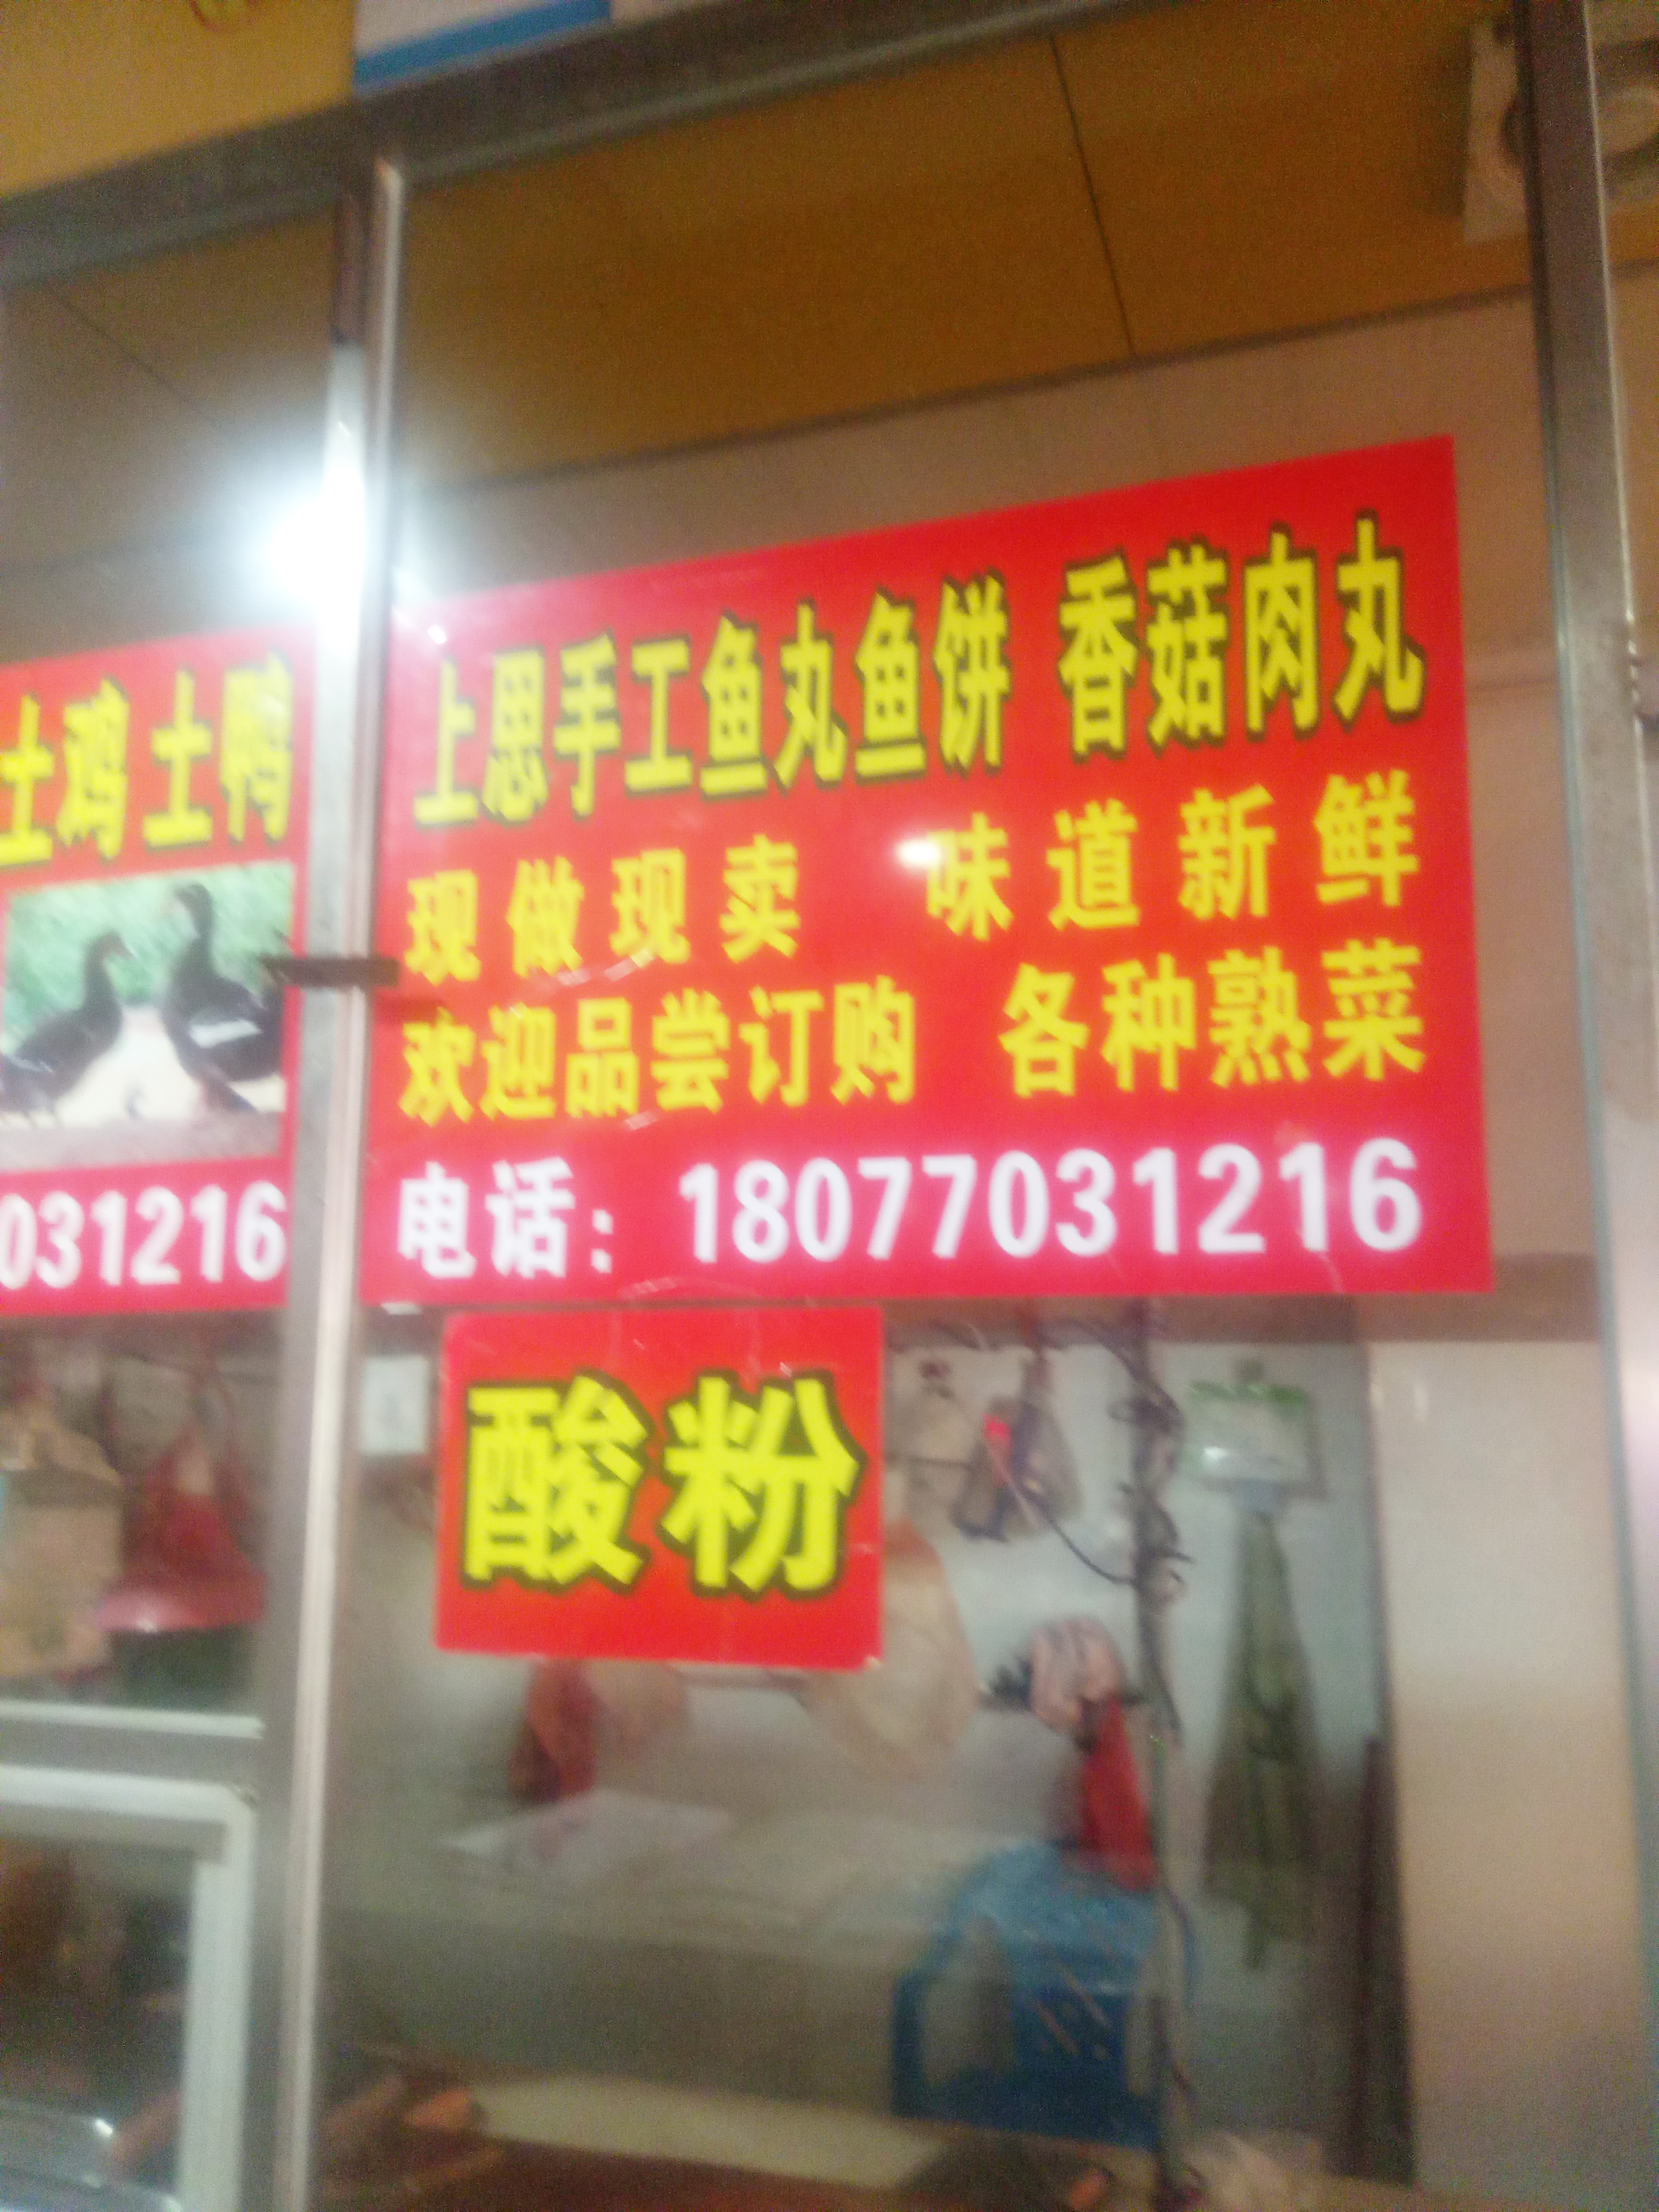 土鸡土鸭
031216
上思手工鱼丸鱼饼 香菇肉丸
现做现卖 味道新鲜
欢迎品尝订购 各种熟菜
电话：18077031216
酸粉